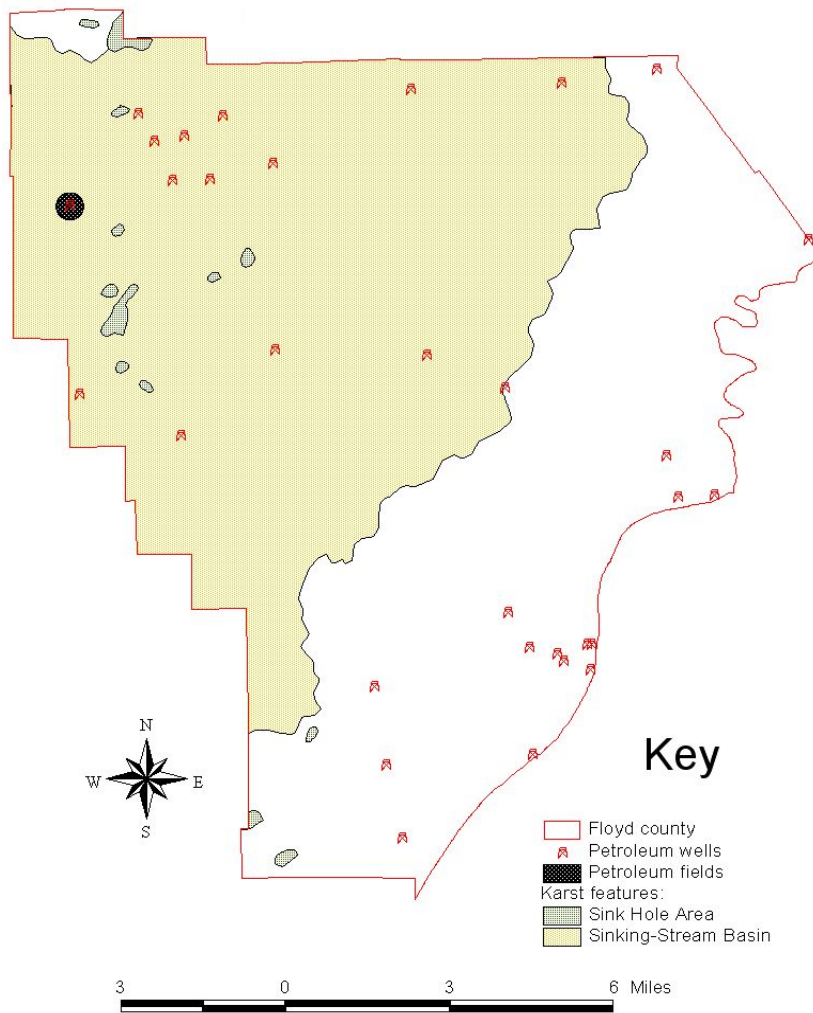 N
W E
S
Key
Floyd county
Petroleum wells
Petroleum fields
Karst features:
Sink Hole Area
Sinking-Stream Basin
3 0 3 6 Miles